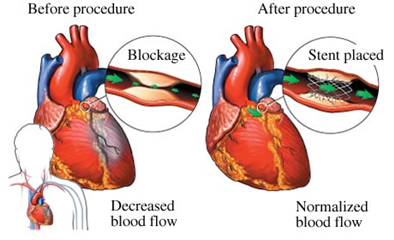 Before procedure
After procedure
Blockage
Stent placed
Decreased
blood flow
Normalized
blood flow